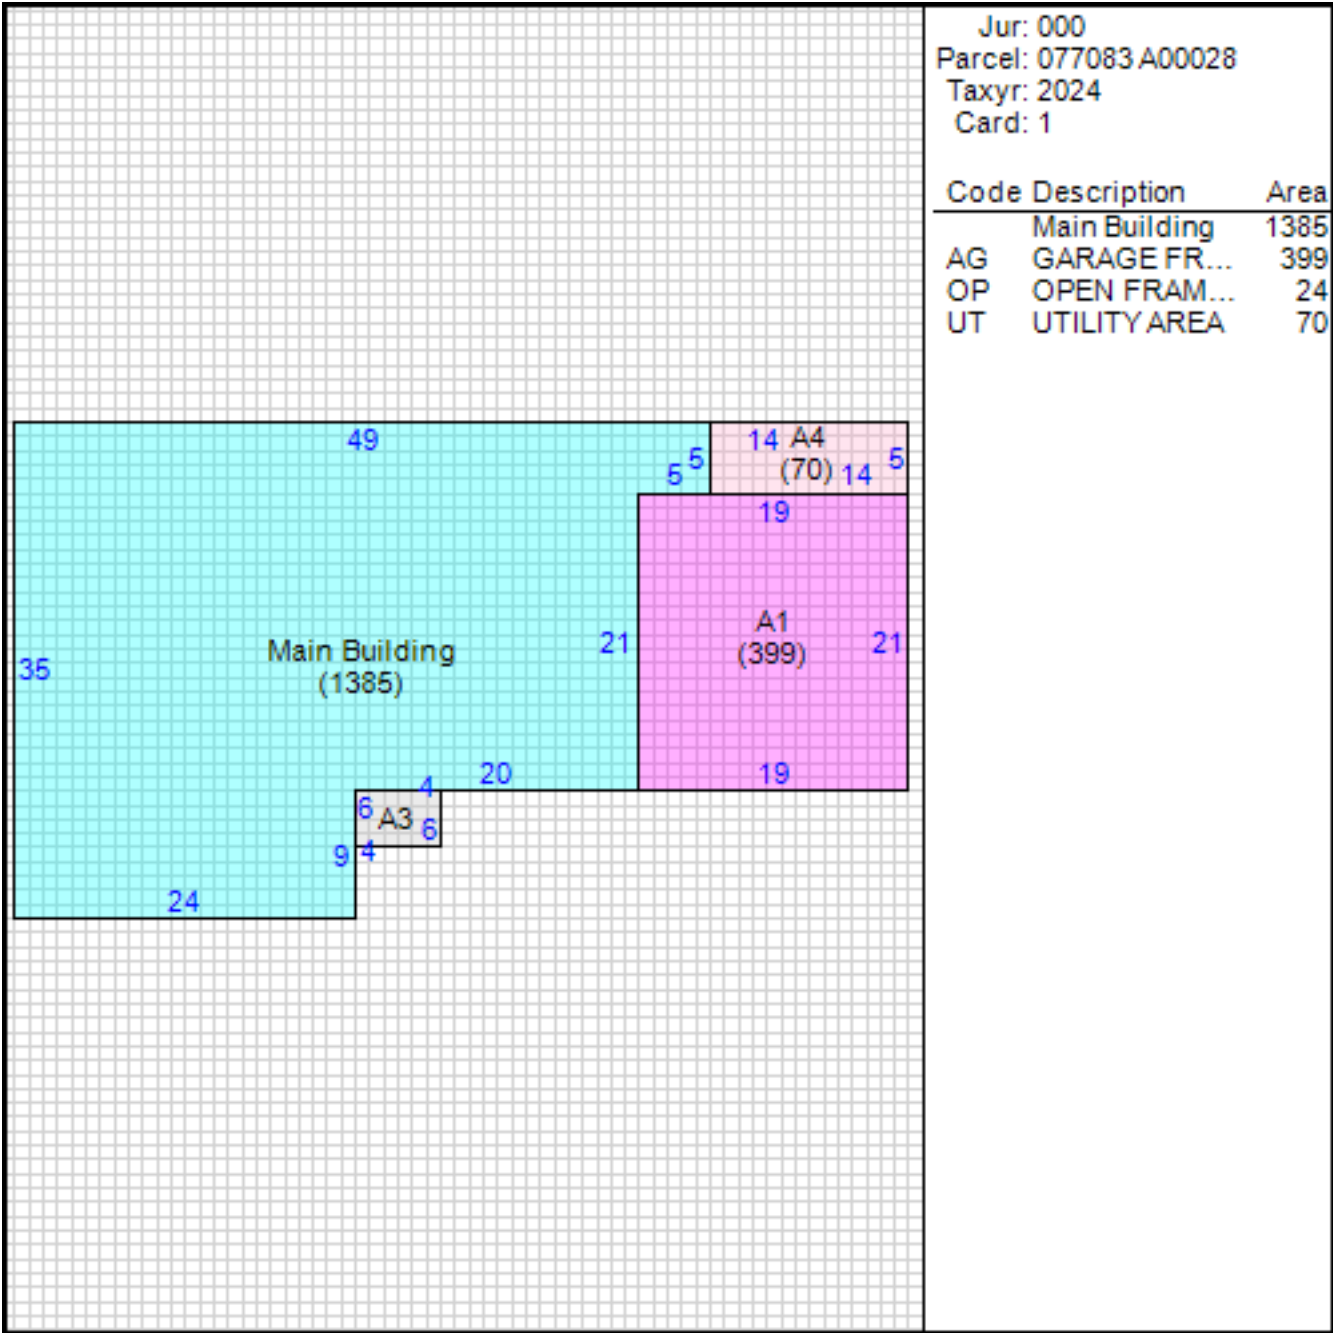 Jur: 000
Parcel: 077083 A00028
Taxyr: 2024
Card: 1
Code Description Area
Main Building 1385
AG GARAGE FR... 399
OP OPEN FRAM... 24
UT UTILITY AREA 70
49
5
5
14
A4
(70)
14
5
19
A1
(399)
21
21
19
Main Building
(1385)
35
20
4
6
A3
6
4
9
24